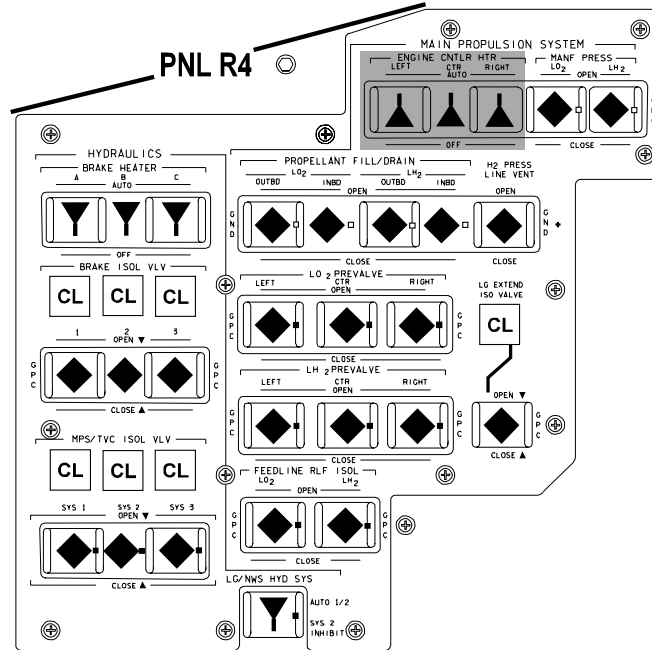 PNL R4
MAIN PROPULSION SYSTEM
ENGINE CNTLR HTR
MANF PRESS
LEFT CTR RIGHT LO2 LH2
AUTO OPEN
OFF CLOSE
HYDRAULICS
BRAKE HEATER
A B C
AUTO
OFF
PROPELLANT FILL/DRAIN
H2 PRESS
LINE VENT
LO2 LH2
OUTBD INBD OUTBD INBD
OPEN OPEN
GND GND
CLOSE CLOSE
BRAKE ISOL VLV
CL CL CL
1 2 3
OPEN ▼
GPC GPC
CLOSE ▲
LO2 PREVALVE
LEFT CTR RIGHT
OPEN
GPC GPC
CLOSE
LG EXTEND
ISO VALVE
CL
OPEN ▼
GPC
CLOSE ▲
LH2 PREVALVE
LEFT CTR RIGHT
OPEN
GPC GPC
CLOSE
MPS/TVC ISOL VLV
CL CL CL
SYS 1 SYS 2 SYS 3
OPEN ▼
CLOSE ▲
FEEDLINE RLF ISOL
LO2 LH2
OPEN
GPC GPC
CLOSE
LG/NWS HYD SYS
AUTO 1/2
SYS 2
INHIBIT